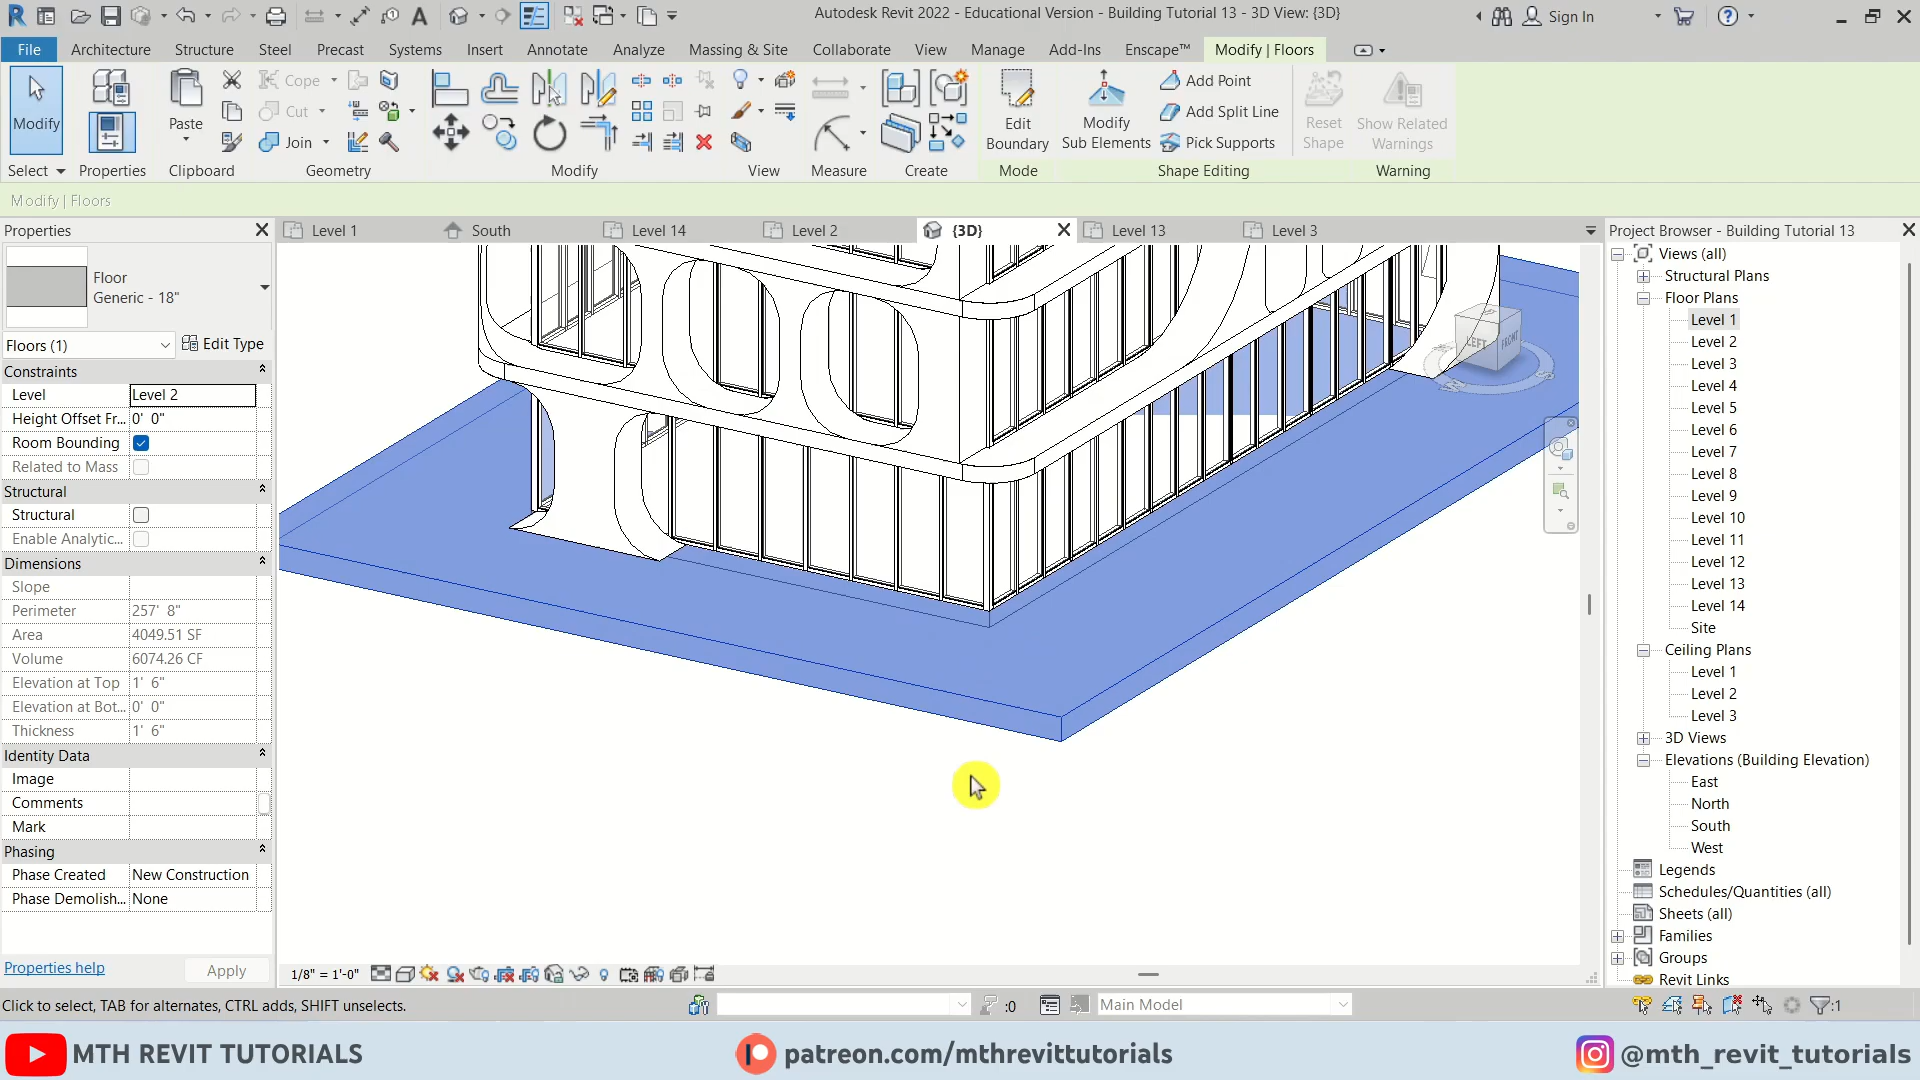 Autodesk Revit 2022 - Educational Version - Building Tutorial 13 - 3D View: {3D}
Sign In
File Architecture Structure Steel Precast Systems Insert Annotate Analyze Massing & Site Collaborate View Manage Add-Ins Enscape™ Modify | Floors
Modify
Paste
Cope
Cut
Join
Edit
Boundary
Modify
Sub Elements
Add Point
Add Split Line
Pick Supports
Reset
Shape
Show Related
Warnings
Select Properties Clipboard Geometry Modify View Measure Create Mode Shape Editing Warning
Modify | Floors
Properties
Level 1 South Level 14 Level 2 {3D} Level 13 Level 3
Project Browser - Building Tutorial 13
Floor
Generic - 18"
Floors (1)
Edit Type
Constraints
Level Level 2
Height Offset Fr... 0' 0"
Room Bounding
Related to Mass
Structural
Structural
Enable Analytic...
Dimensions
Slope
Perimeter 257' 8"
Area 4049.51 SF
Volume 6074.26 CF
Elevation at Top 1' 6"
Elevation at Bot... 0' 0"
Thickness 1' 6"
Identity Data
Image
Comments
Mark
Phasing
Phase Created New Construction
Phase Demolish... None
Properties help
Apply
LEFT
FRONT
Views (all)
Structural Plans
Floor Plans
Level 1
Level 2
Level 3
Level 4
Level 5
Level 6
Level 7
Level 8
Level 9
Level 10
Level 11
Level 12
Level 13
Level 14
Site
Ceiling Plans
Level 1
Level 2
Level 3
3D Views
Elevations (Building Elevation)
East
North
South
West
Legends
Schedules/Quantities (all)
Sheets (all)
Families
Groups
Revit Links
1/8" = 1'-0"
Click to select, TAB for alternates, CTRL adds, SHIFT unselects.
:0
Main Model
:1
MTH REVIT TUTORIALS
patreon.com/mthrevittutorials
@mth_revit_tutorials